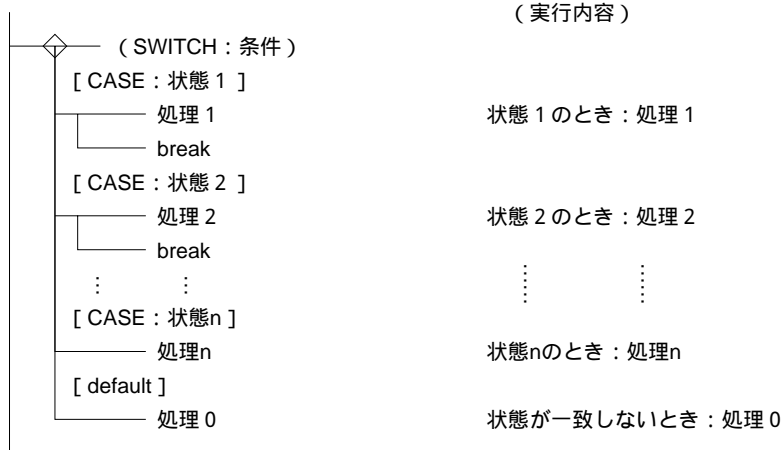 （実行内容）
（SWITCH：条件）
［CASE：状態１］
処理１ 状態１のとき：処理１
break
［CASE：状態２］
処理２ 状態２のとき：処理２
break
⋮ ⋮ ⋮ ⋮
［CASE：状態n］
処理n 状態nのとき：処理n
［default］
処理０ 状態が一致しないとき：処理０